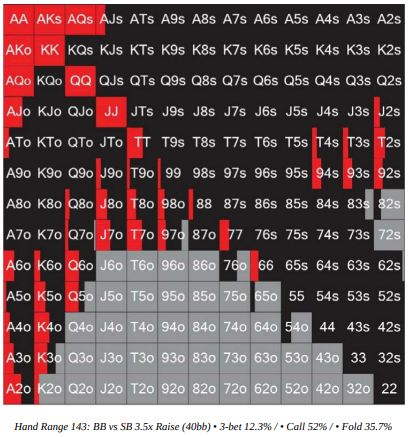 AA AKs AQs AJs ATs A9s A8s A7s A6s A5s A4s A3s A2s
AKo KK KQs KJs KTs K9s K8s K7s K6s K5s K4s K3s K2s
AQo KQo QQ QJs QTs Q9s Q8s Q7s Q6s Q5s Q4s Q3s Q2s
AJo KJo QJo JJ JTs J9s J8s J7s J6s J5s J4s J3s J2s
ATo KTo QTo JTo TT T9s T8s T7s T6s T5s T4s T3s T2s
A9o K9o Q9o J9o T9o 99 98s 97s 96s 95s 94s 93s 92s
A8o K8o Q8o J8o T8o 98o 88 87s 86s 85s 84s 83s 82s
A7o K7o Q7o J7o T7o 97o 87o 77 76s 75s 74s 73s 72s
A6o K6o Q6o J6o T6o 96o 86o 76o 66 65s 64s 63s 62s
A5o K5o Q5o J5o T5o 95o 85o 75o 65o 55 54s 53s 52s
A4o K4o Q4o J4o T4o 94o 84o 74o 64o 54o 44 43s 42s
A3o K3o Q3o J3o T3o 93o 83o 73o 63o 53o 43o 33 32s
A2o K2o Q2o J2o T2o 92o 82o 72o 62o 52o 42o 32o 22
Hand Range 143: BB vs SB 3.5x Raise (40bb) • 3-bet 12.3% / • Call 52% / • Fold 35.7%